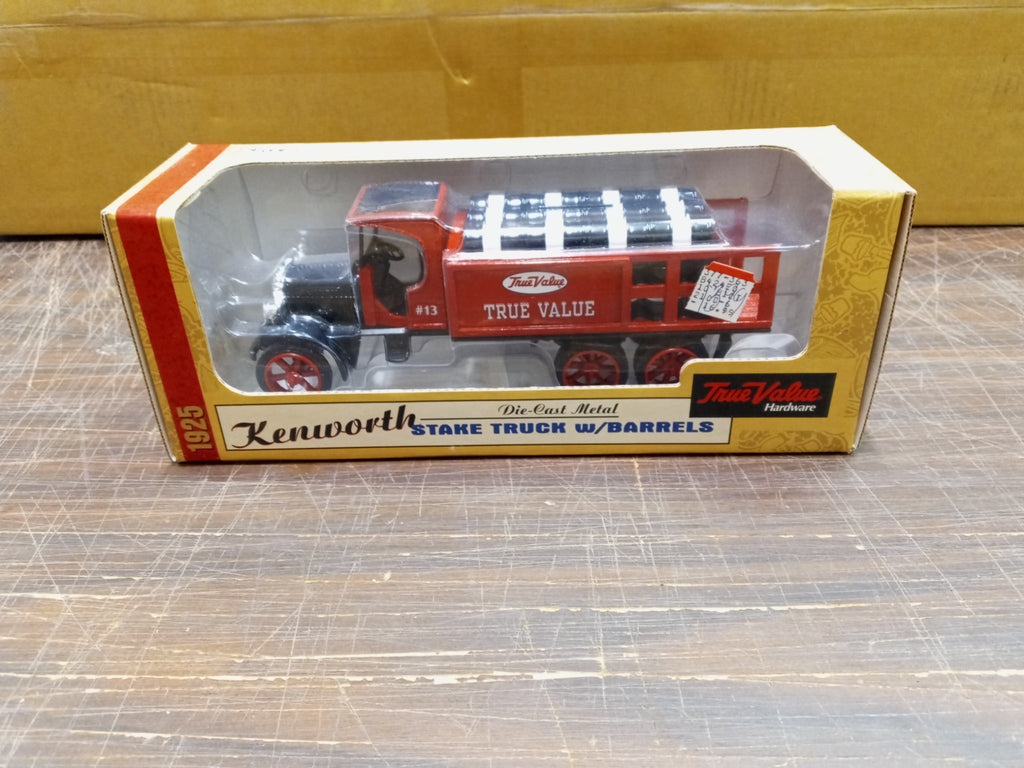 True Value
#13
TRUE VALUE
1925
Kenworth
Die-Cast Metal
STAKE TRUCK W/BARRELS
True Value
Hardware